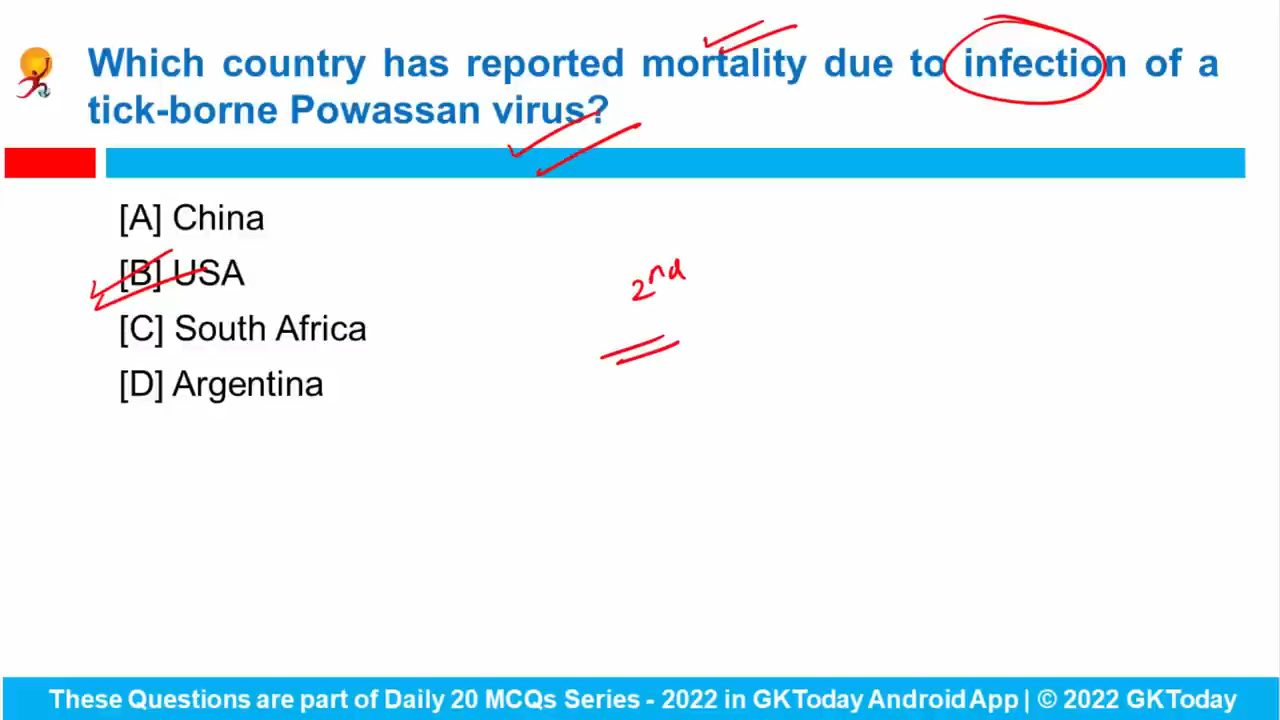 Which country has reported mortality due to infection of a
tick-borne Powassan virus?
[A] China
[B] USA
2nd
[C] South Africa
[D] Argentina
These Questions are part of Daily 20 MCQs Series - 2022 in GKToday Android App | © 2022 GKToday